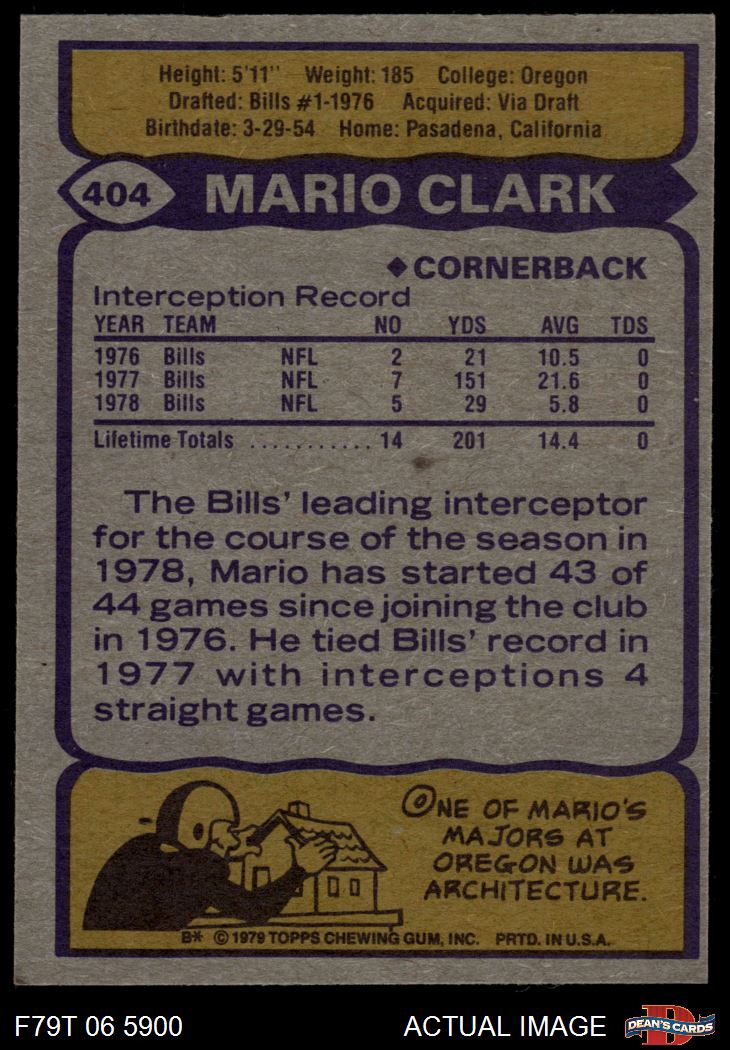 Height: 5'11" Weight: 185 College: Oregon
Drafted: Bills #1-1976 Acquired: Via Draft
Birthdate: 3-29-54 Home: Pasadena, California
404 MARIO CLARK
◆ CORNERBACK
Interception Record
YEAR TEAM NO YDS AVG TDS
1976 Bills NFL 2 21 10.5 0
1977 Bills NFL 7 151 21.6 0
1978 Bills NFL 5 29 5.8 0
Lifetime Totals ........... 14 201 14.4 0
The Bills' leading interceptor
for the course of the season in
1978, Mario has started 43 of
44 games since joining the club
in 1976. He tied Bills' record in
1977 with interceptions 4
straight games.
ONE OF MARIO'S
MAJORS AT
OREGON WAS
ARCHITECTURE.
B* © 1979 TOPPS CHEWING GUM, INC. PRTD. IN U.S.A.
F79T 06 5900 ACTUAL IMAGE D DEAN'S CARDS